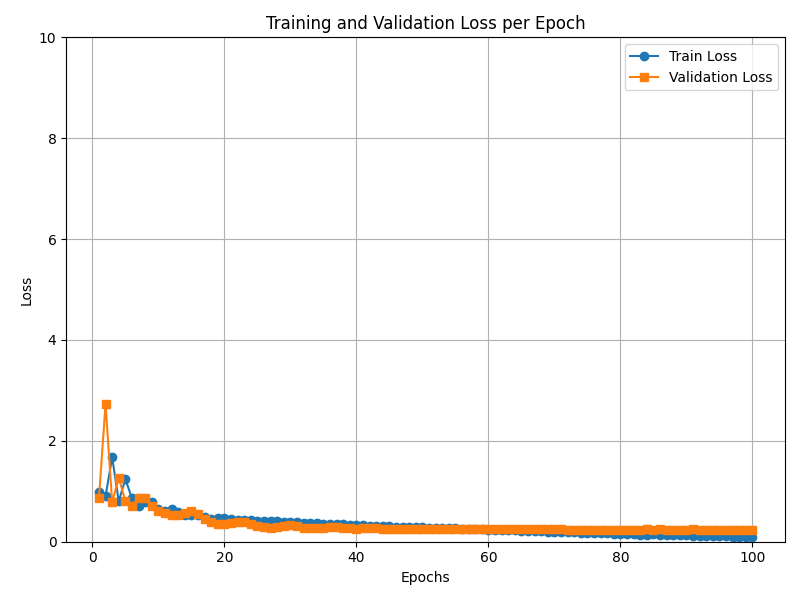 Training and Validation Loss per Epoch
Train Loss
Validation Loss
Loss
10
8
6
4
2
0
0 20 40 60 80 100
Epochs